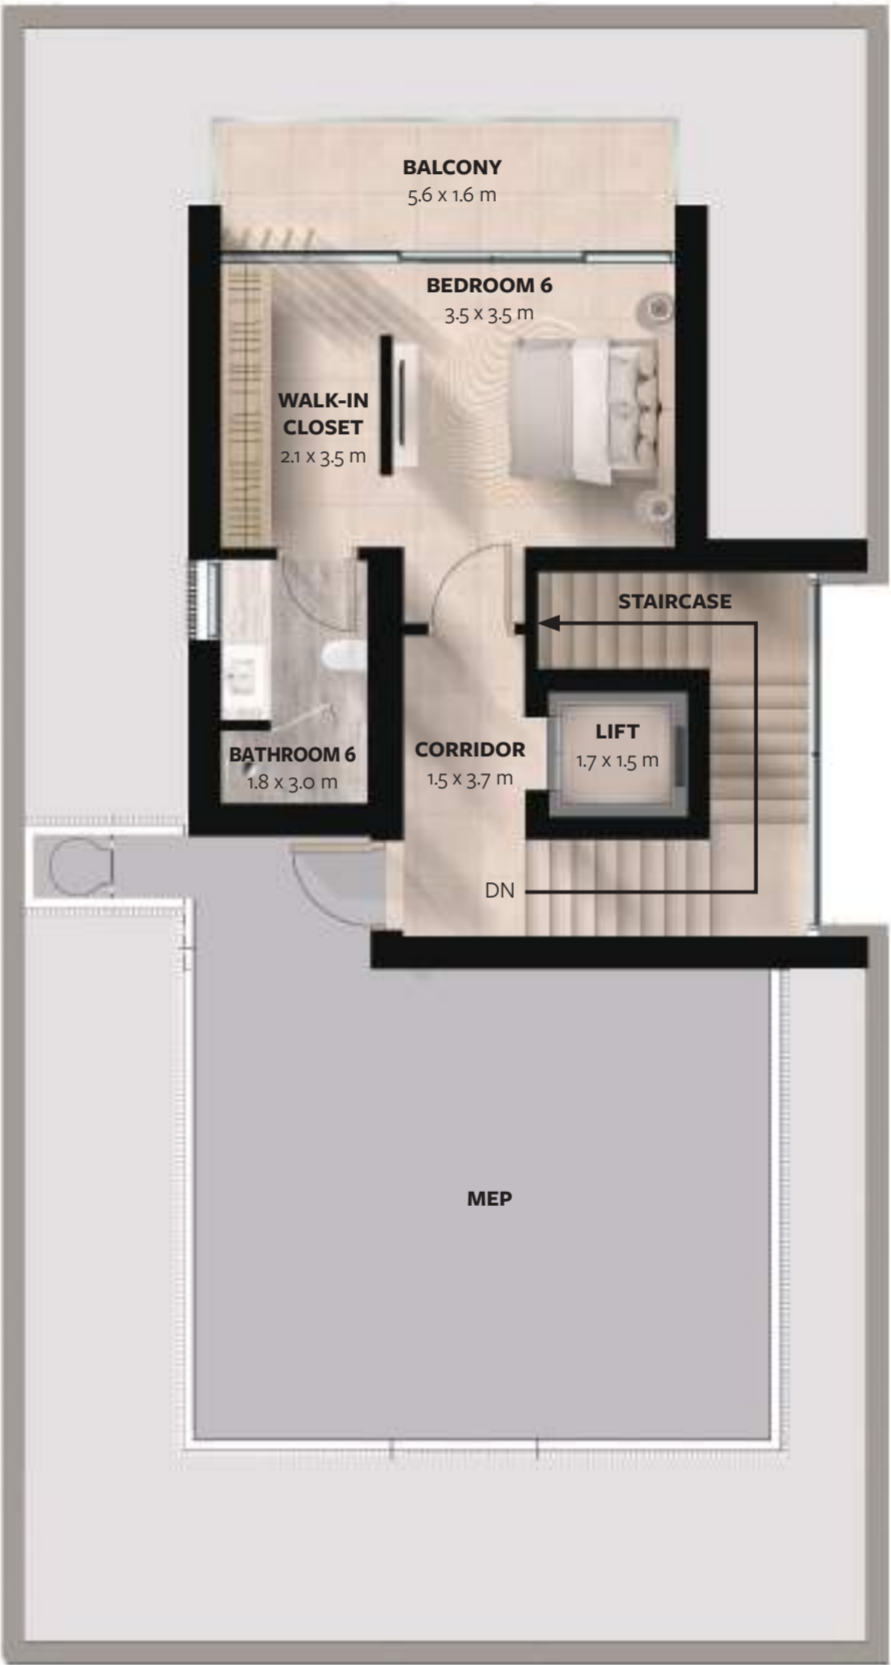 BALCONY
5.6 x 1.6 m
BEDROOM 6
3.5 x 3.5 m
WALK-IN
CLOSET
2.1 x 3.5 m
STAIRCASE
LIFT
1.7 x 1.5 m
CORRIDOR
1.5 x 3.7 m
BATHROOM 6
1.8 x 3.0 m
DN
MEP